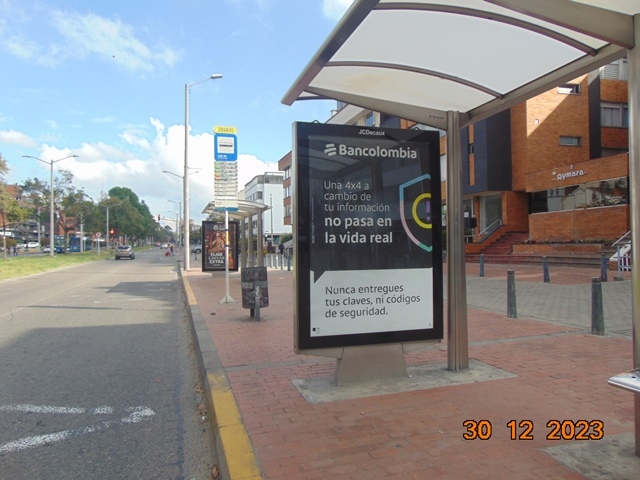 JCDecaux
Bancolombia
Una 4x4 a
cambio de
tu información
no pasa en
la vida real
Nunca entregues
tus claves, ni códigos
de seguridad.
Aymara
30 12 2023